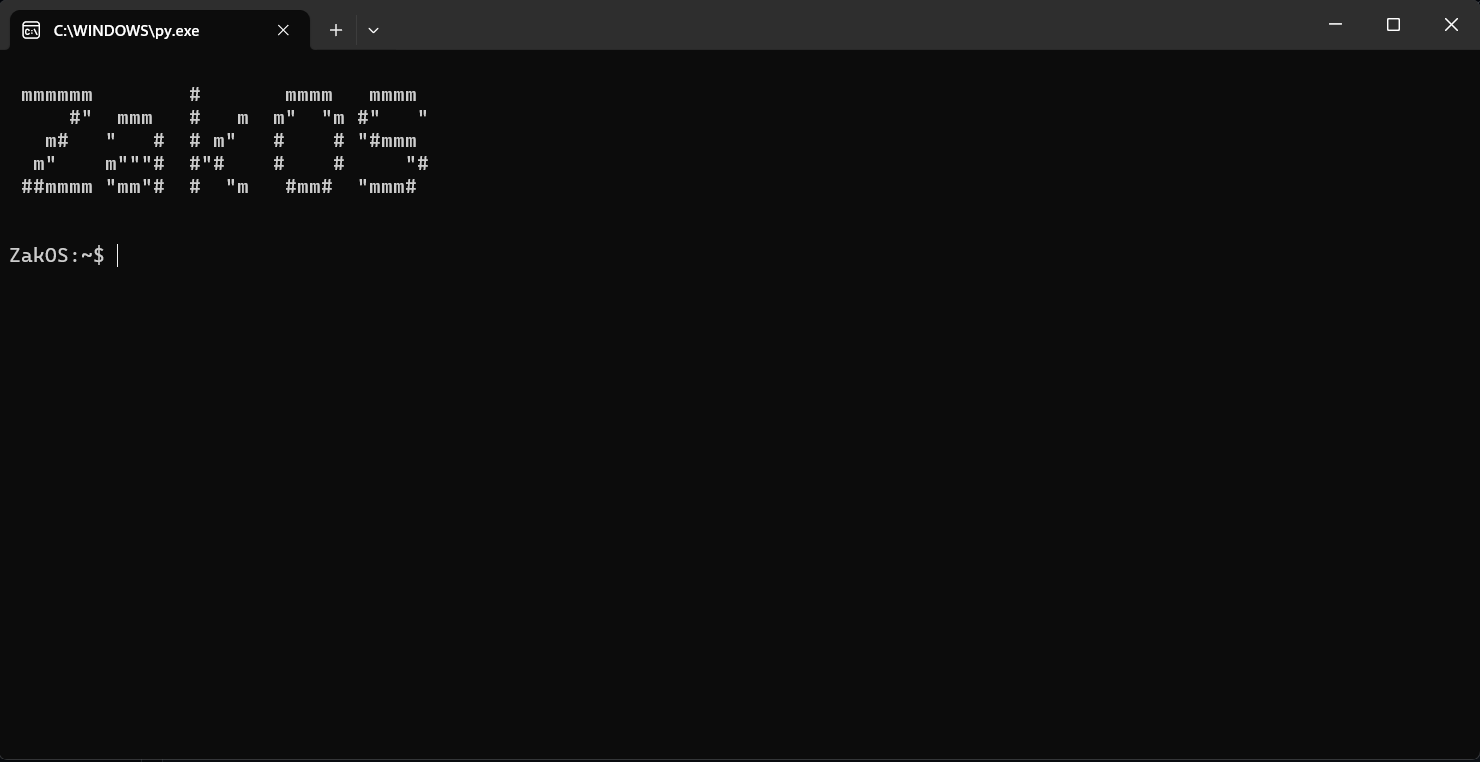 C:\WINDOWS\py.exe
 mmmmmm        #       mmmm   mmmm
     #"  mmm   #   m  m"  "m #"   "
   m#   "   #  # m"   #    # "#mmm
  m"    m"""#  #"#    #    #     "#
 ##mmmm "mm"#  #  "m   #mm#  "mmm#
ZakOS:~$